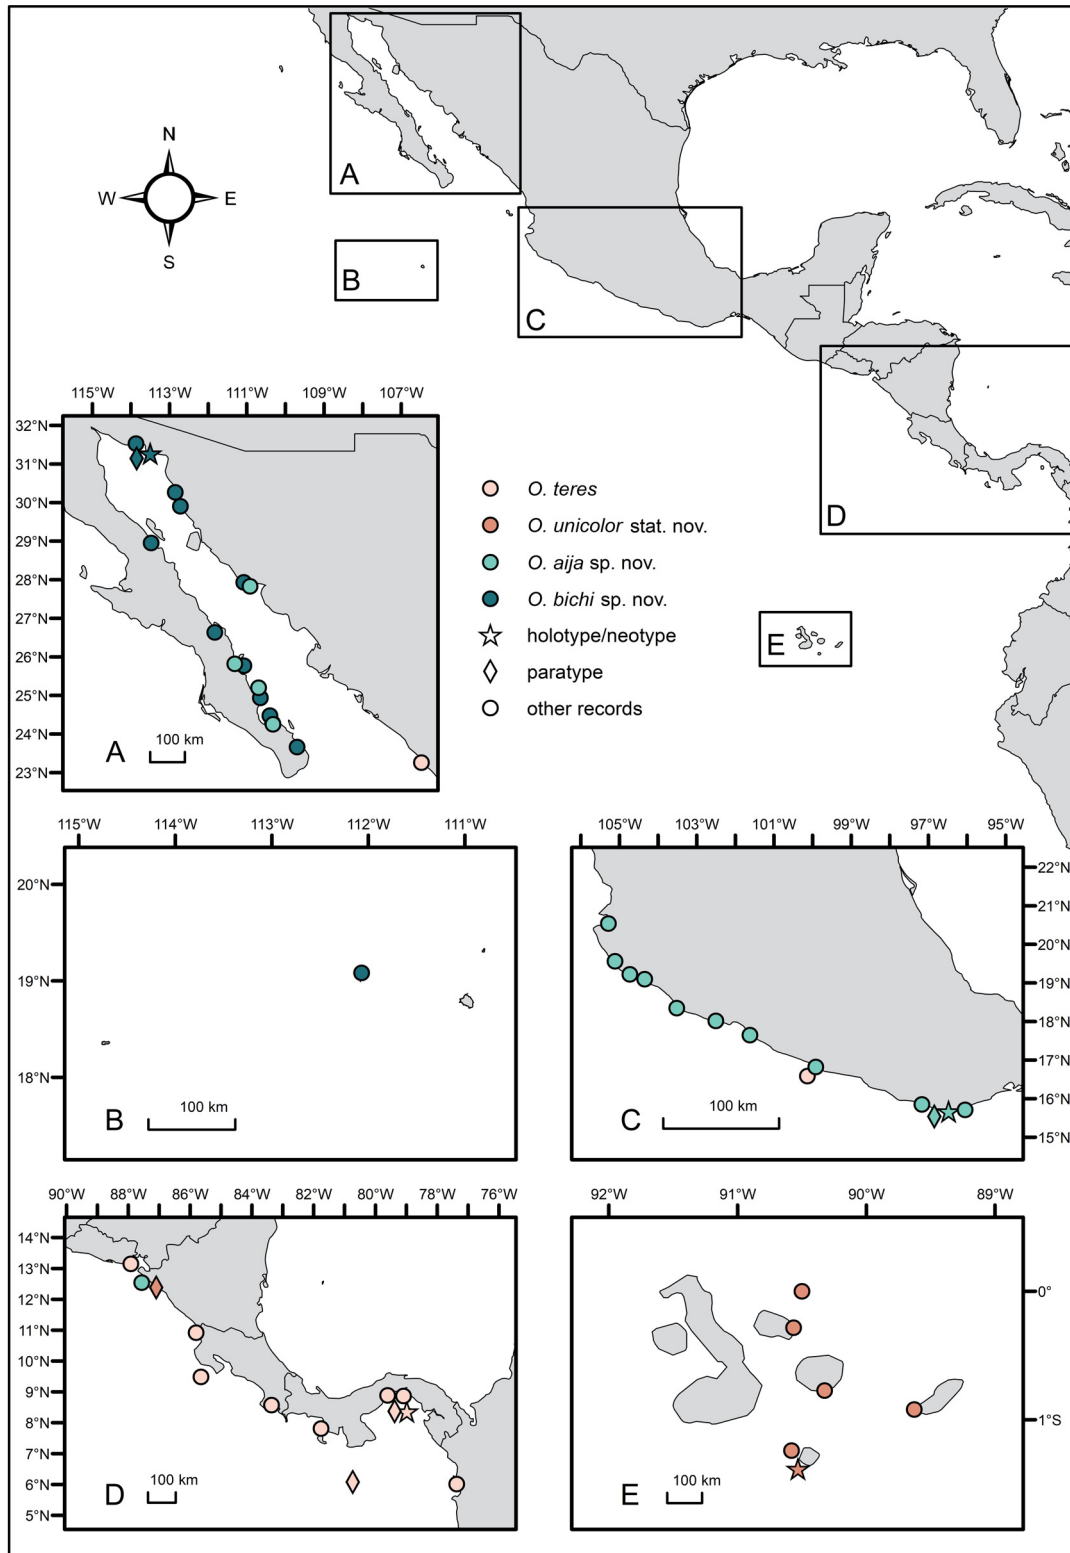 N
W E
S
A
B
C
D
E
115°W 113°W 111°W 109°W 107°W
32°N
31°N
30°N
29°N
28°N
27°N
26°N
25°N
24°N
23°N
A 100 km
O. teres
O. unicolor stat. nov.
O. aija sp. nov.
O. bichi sp. nov.
holotype/neotype
paratype
other records
115°W 114°W 113°W 112°W 111°W
20°N
19°N
18°N
B 100 km
105°W 103°W 101°W 99°W 97°W 95°W
22°N
21°N
20°N
19°N
18°N
17°N
16°N
15°N
C 100 km
90°W 88°W 86°W 84°W 82°W 80°W 78°W 76°W
14°N
13°N
12°N
11°N
10°N
9°N
8°N
7°N
6°N
5°N
D 100 km
92°W 91°W 90°W 89°W
0°
1°S
E 100 km